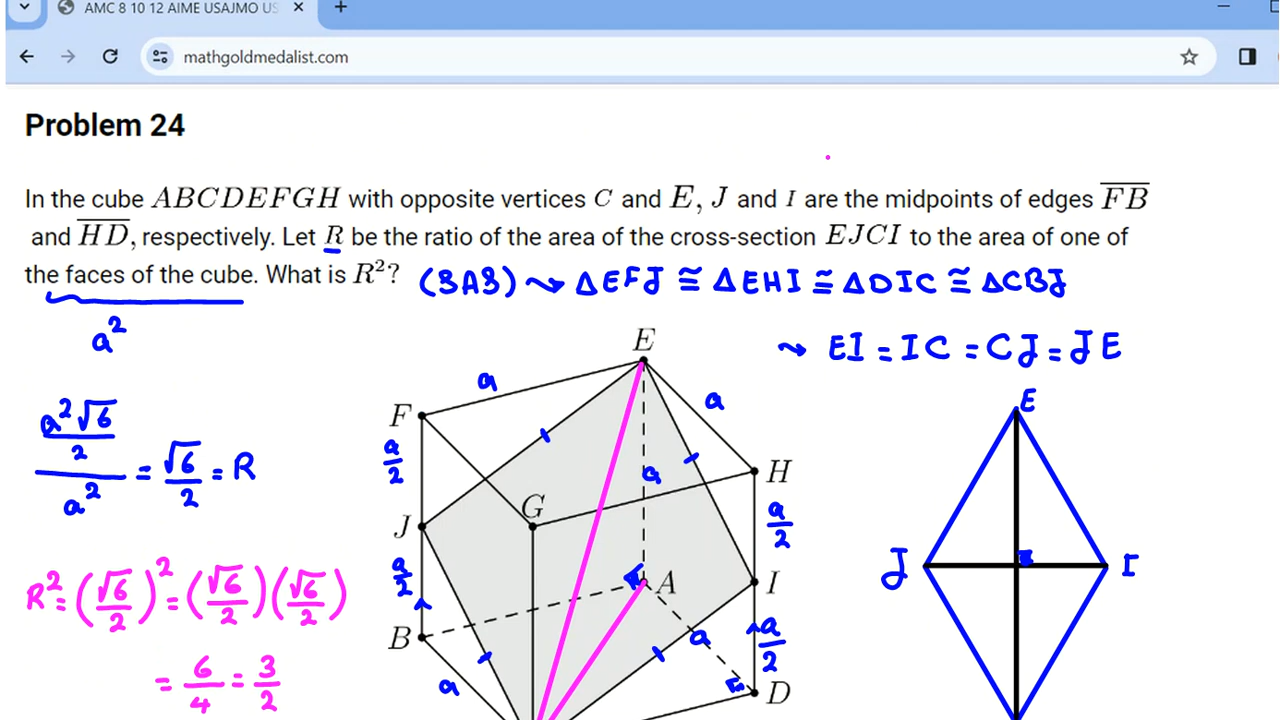 AMC 8 10 12 AIME USAJMO US
mathgoldmedalist.com
Problem 24
In the cube ABCDEFGH with opposite vertices C and E, J and I are the midpoints of edges F̅B̅
and H̅D̅, respectively. Let R be the ratio of the area of the cross-section EJCI to the area of one of
the faces of the cube. What is R²?
(SAS) ⇝ ΔEFJ ≅ ΔEHI ≅ ΔDIC ≅ ΔCBJ
a²
⇝ EI = IC = CJ = JE
a²√6/2 / a² = √6/2 = R
R² = (√6/2)² = (√6/2)(√6/2)
= 6/4 = 3/2
E
a
a
F
a/2
a
H
G
a/2
J
a/2
A
I
B
a
a/2
a
D
E
J
I